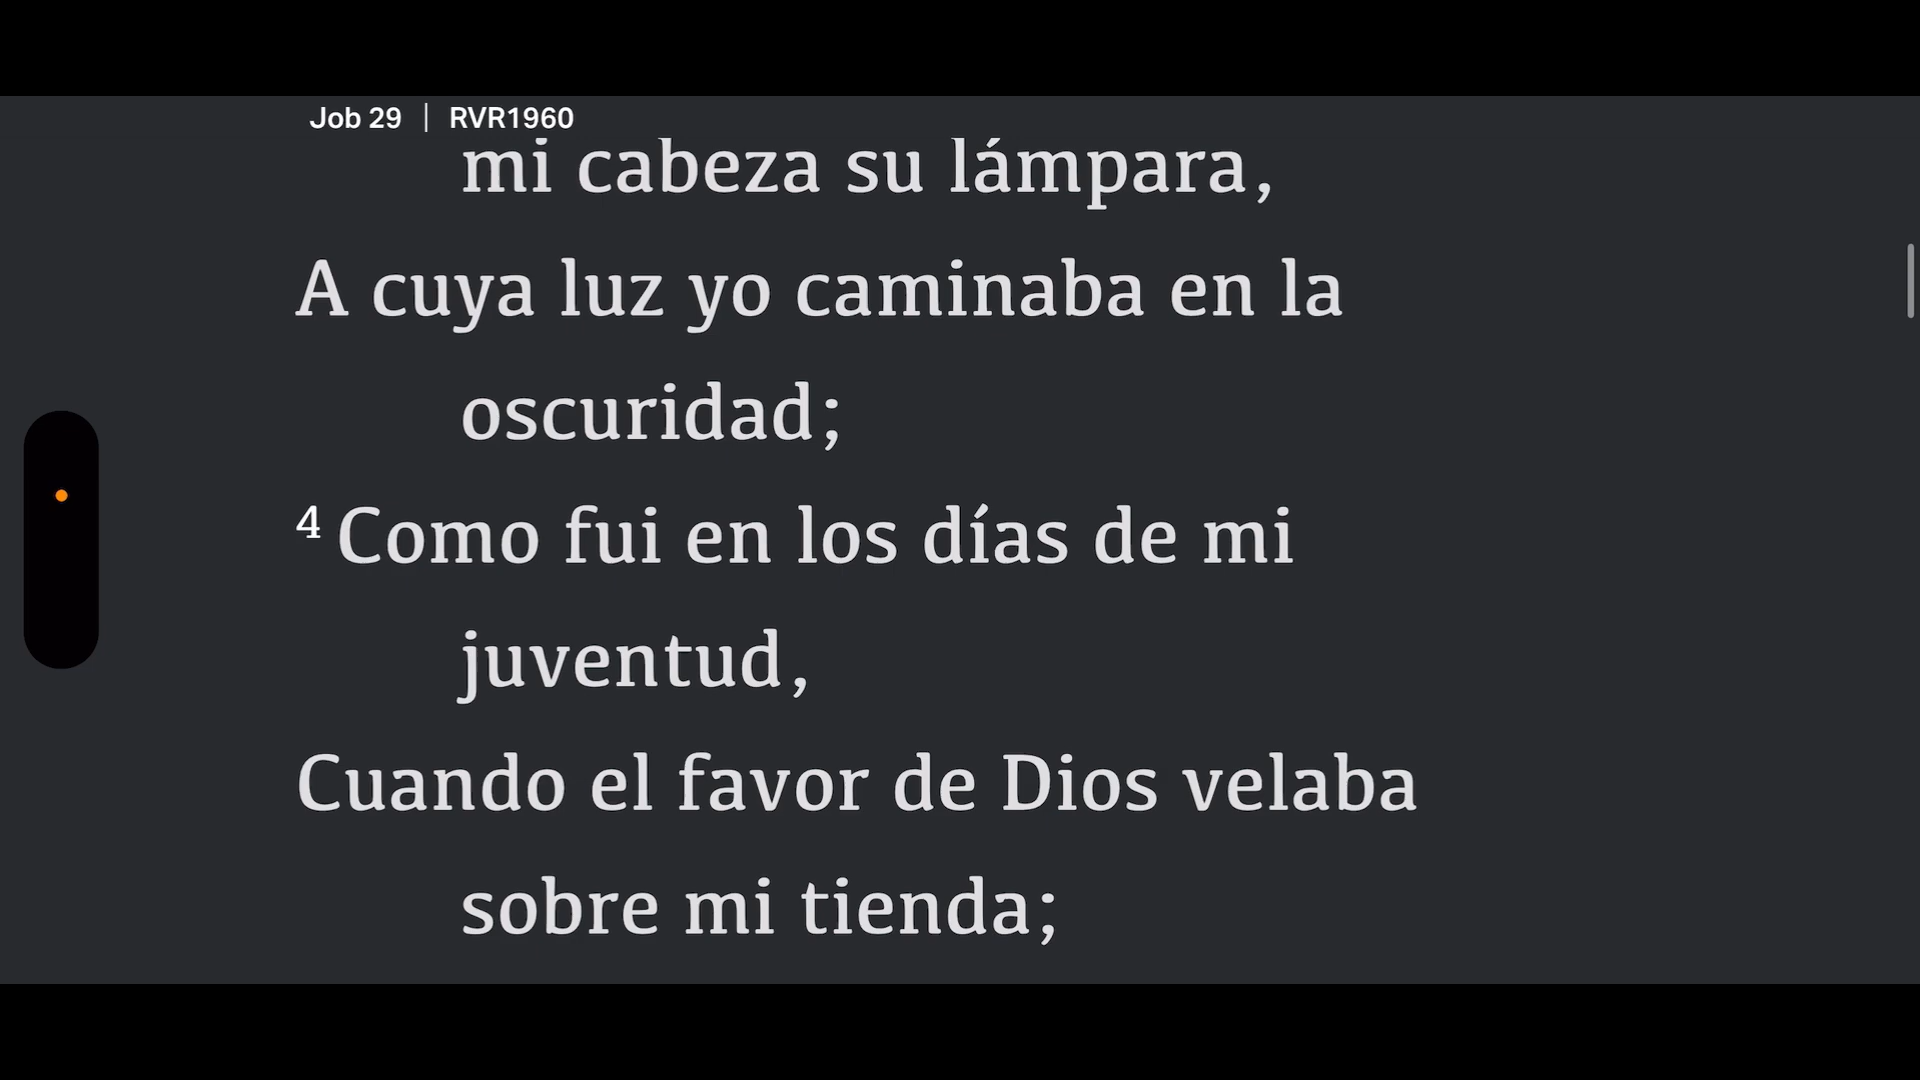 Job 29 | RVR1960
mi cabeza su lámpara,
A cuya luz yo caminaba en la
oscuridad;
4 Como fui en los días de mi
juventud,
Cuando el favor de Dios velaba
sobre mi tienda;